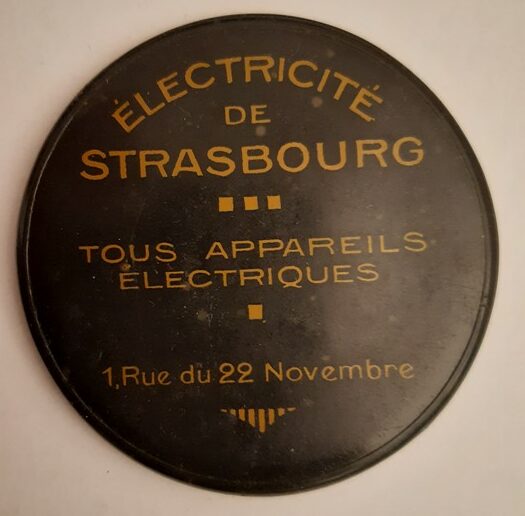 ÉLECTRICITÉ
DE
STRASBOURG
TOUS APPAREILS
ÉLECTRIQUES
1, Rue du 22 Novembre